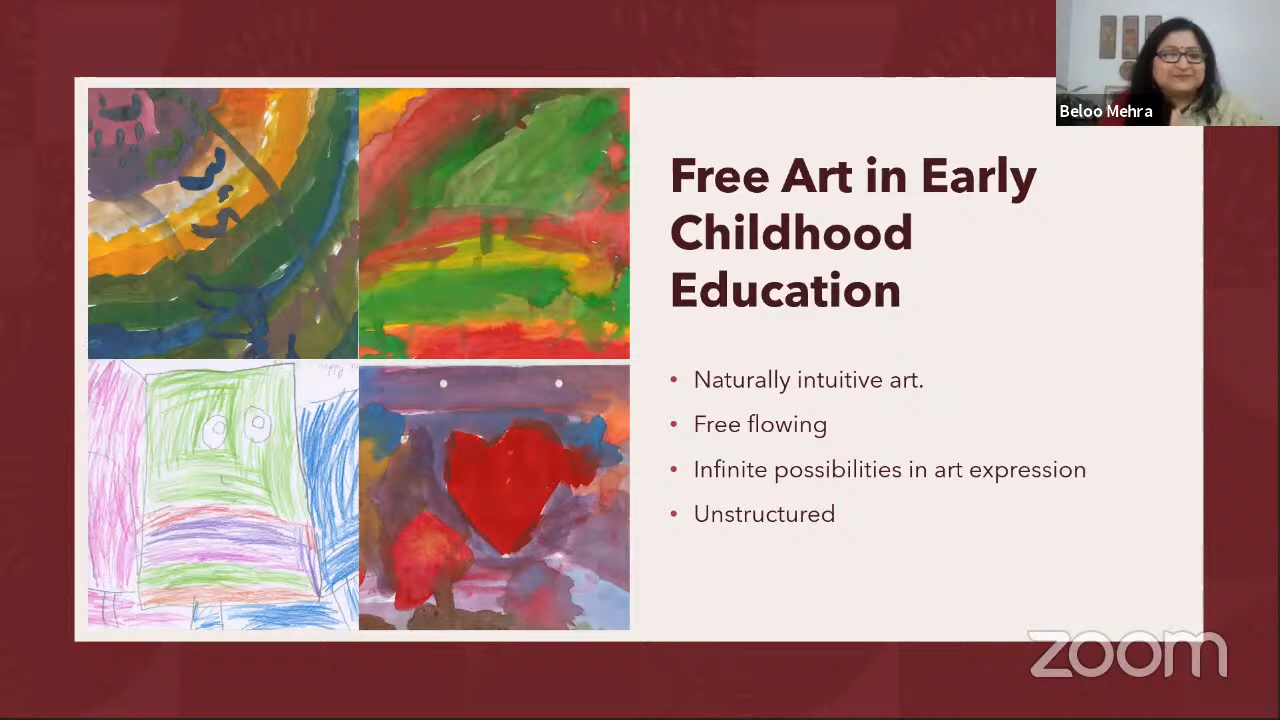 Beloo Mehra
Free Art in Early
Childhood
Education
• Naturally intuitive art.
• Free flowing
• Infinite possibilities in art expression
• Unstructured
zoom